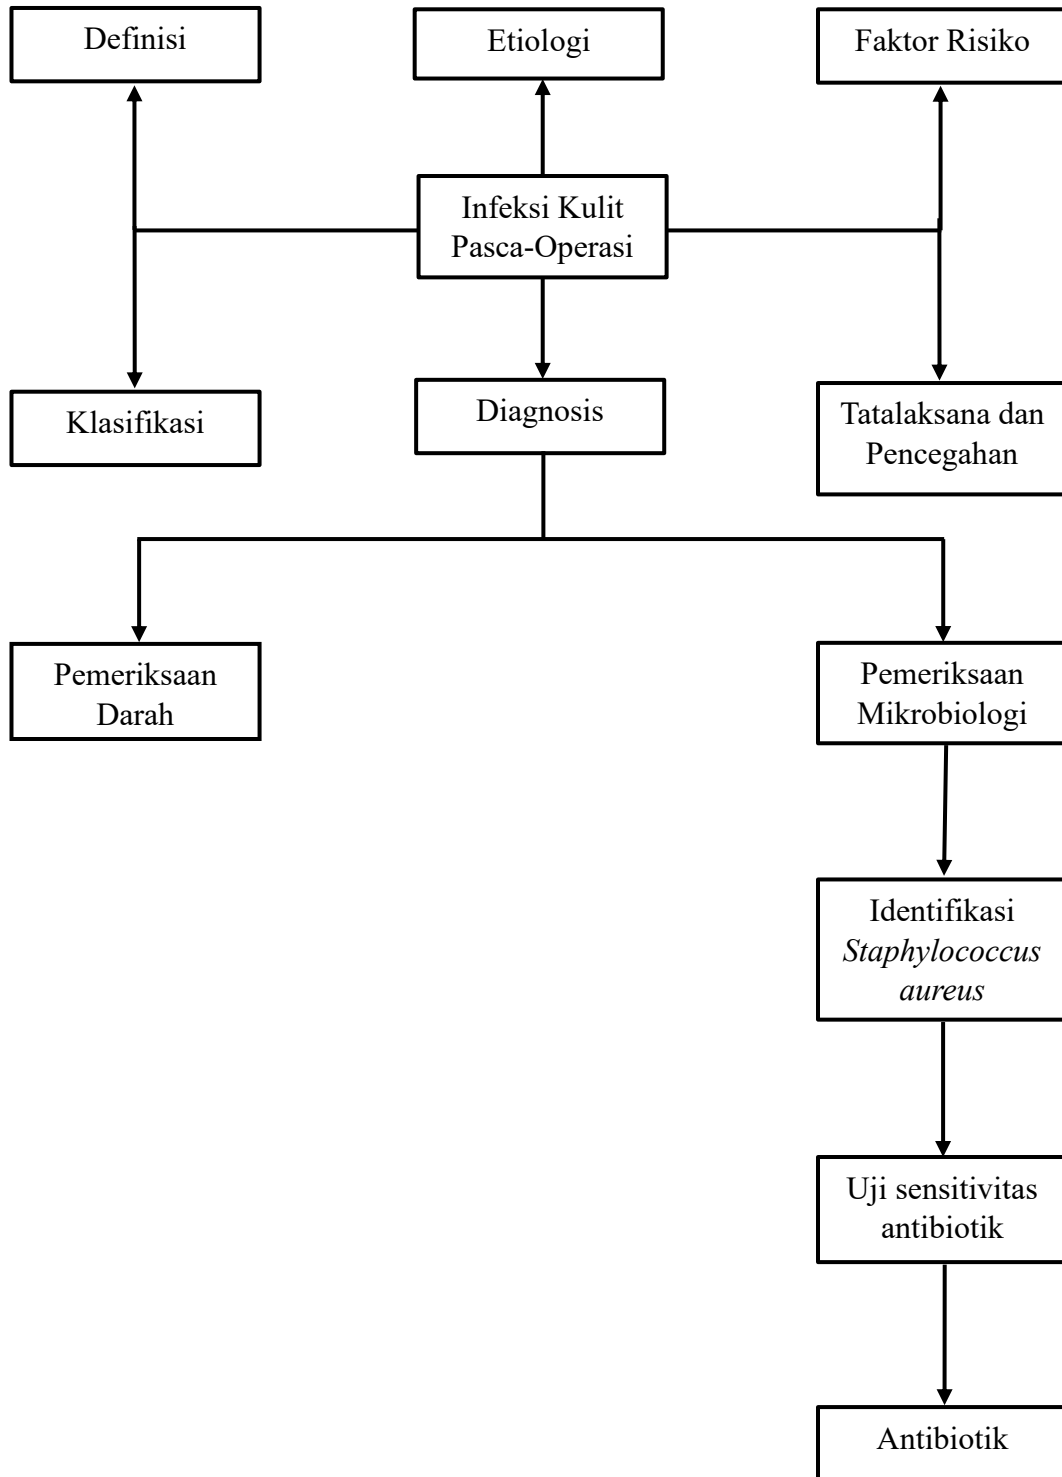 Definisi
Etiologi
Faktor Risiko
Infeksi Kulit
Pasca-Operasi
Klasifikasi
Diagnosis
Tatalaksana dan
Pencegahan
Pemeriksaan
Darah
Pemeriksaan
Mikrobiologi
Identifikasi
Staphylococcus
aureus
Uji sensitivitas
antibiotik
Antibiotik